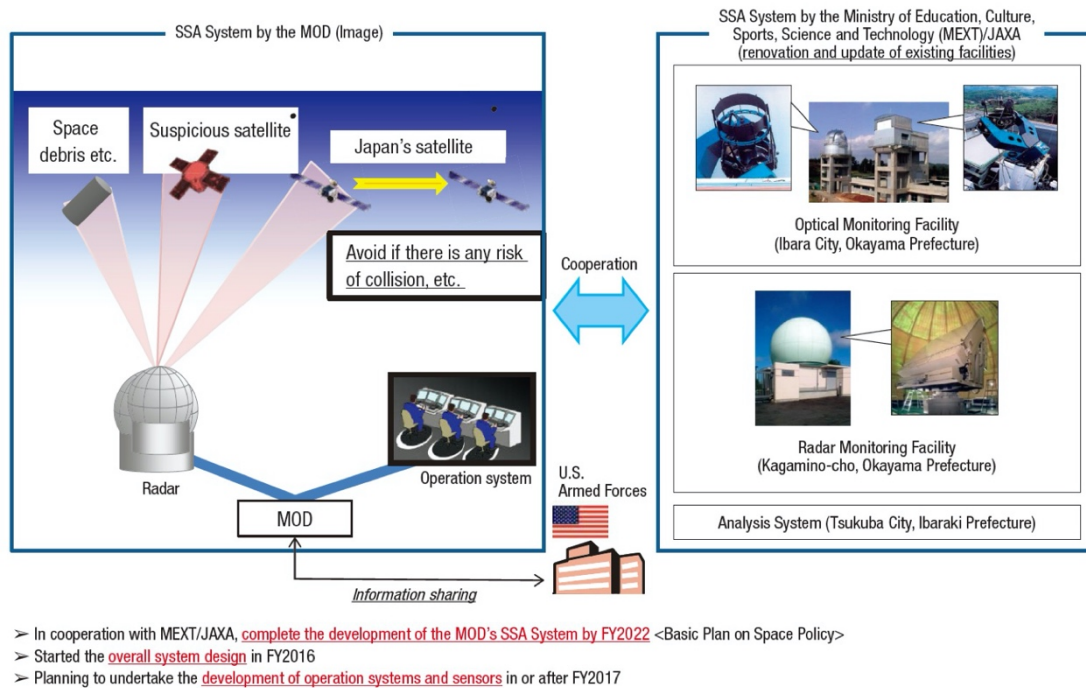 SSA System by the MOD (Image)
Space
debris etc.
Suspicious satellite
Japan's satellite
Avoid if there is any risk
of collision, etc.
Radar
Operation system
MOD
Information sharing
U.S.
Armed Forces
Cooperation
SSA System by the Ministry of Education, Culture,
Sports, Science and Technology (MEXT)/JAXA
(renovation and update of existing facilities)
Optical Monitoring Facility
(Ibara City, Okayama Prefecture)
Radar Monitoring Facility
(Kagamino-cho, Okayama Prefecture)
Analysis System (Tsukuba City, Ibaraki Prefecture)
➢ In cooperation with MEXT/JAXA, complete the development of the MOD's SSA System by FY2022 <Basic Plan on Space Policy>
➢ Started the overall system design in FY2016
➢ Planning to undertake the development of operation systems and sensors in or after FY2017